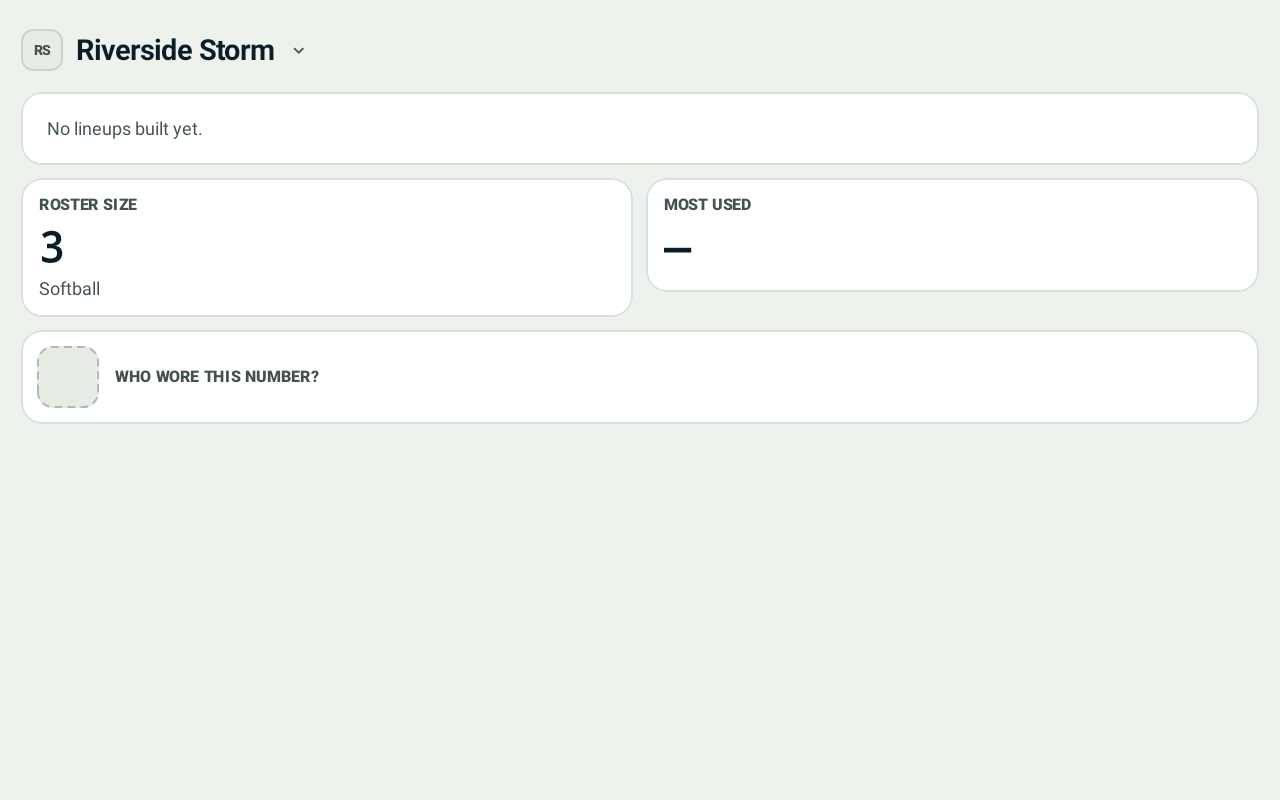 RS
Riverside Storm
No lineups built yet.
ROSTER SIZE
3
Softball
MOST USED
—
WHO WORE THIS NUMBER?